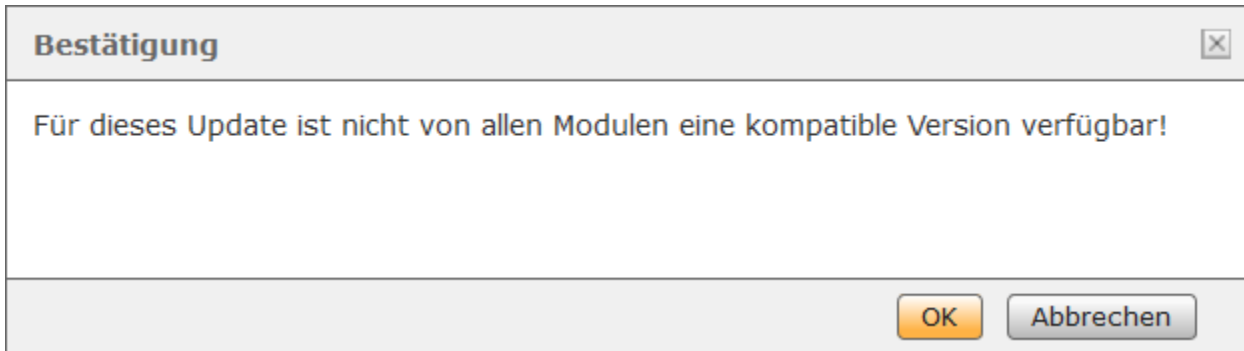 Bestätigung
Für dieses Update ist nicht von allen Modulen eine kompatible Version verfügbar!
OK
Abbrechen